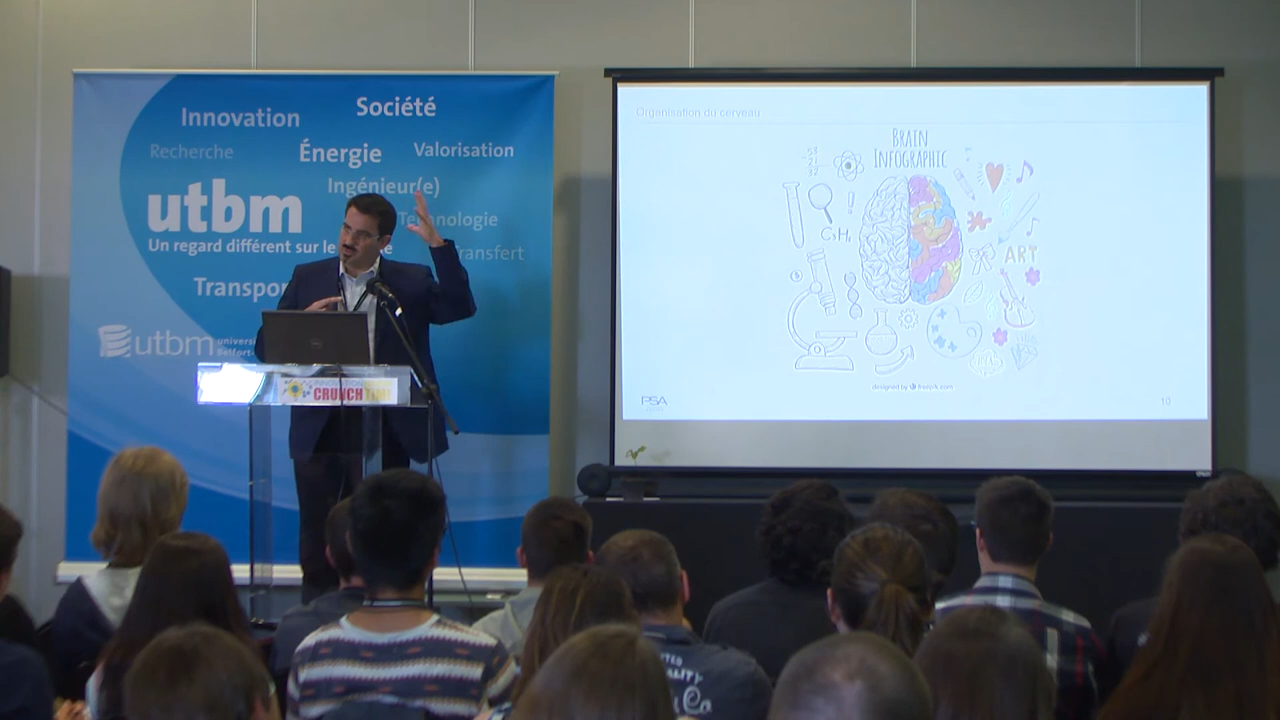 Société
Innovation
Énergie
Valorisation
Recherche
Ingénieur(e)
utbm
Technologie
Un regard différent sur le
Transfert
Transpo
utbm
CRUNCH TIME
Organisation du cerveau
BRAIN
INFOGRAPHIC
ART
designed by freepik.com
PSA
10